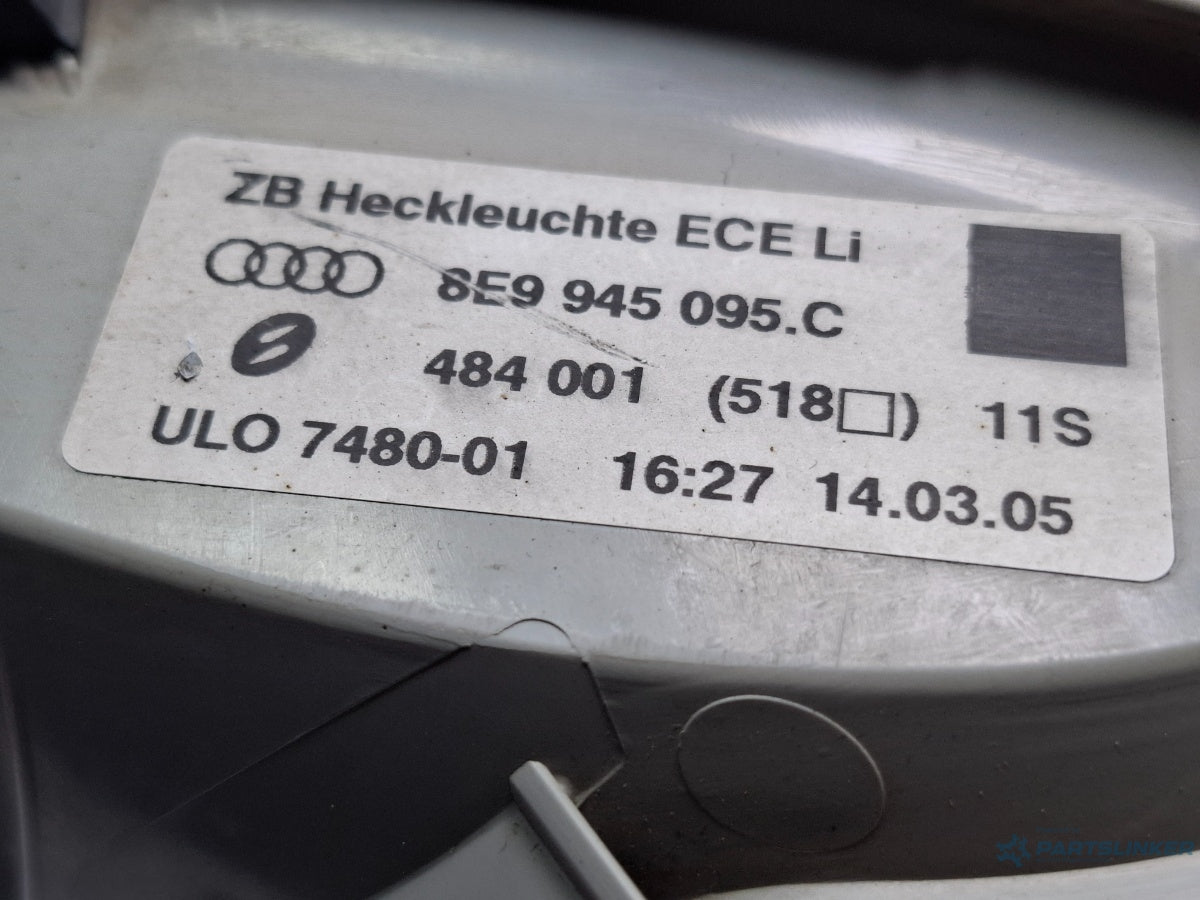 ZB Heckleuchte ECE Li
8E9 945 095.C
484 001 (518□) 11S
ULO 7480-01 16:27 14.03.05
PARTSLINKER